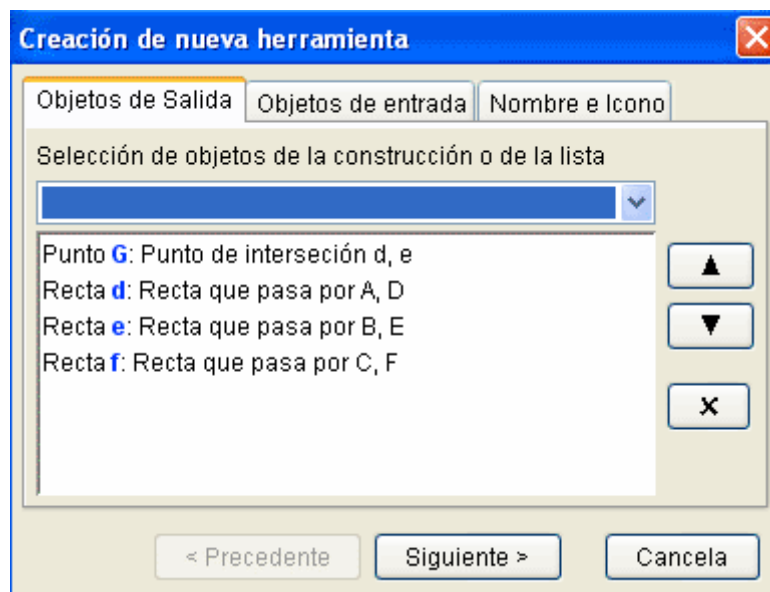 Creación de nueva herramienta
Objetos de Salida Objetos de entrada Nombre e Icono
Selección de objetos de la construcción o de la lista
Punto G: Punto de interseción d, e
Recta d: Recta que pasa por A, D
Recta e: Recta que pasa por B, E
Recta f: Recta que pasa por C, F
< Precedente Siguiente > Cancela